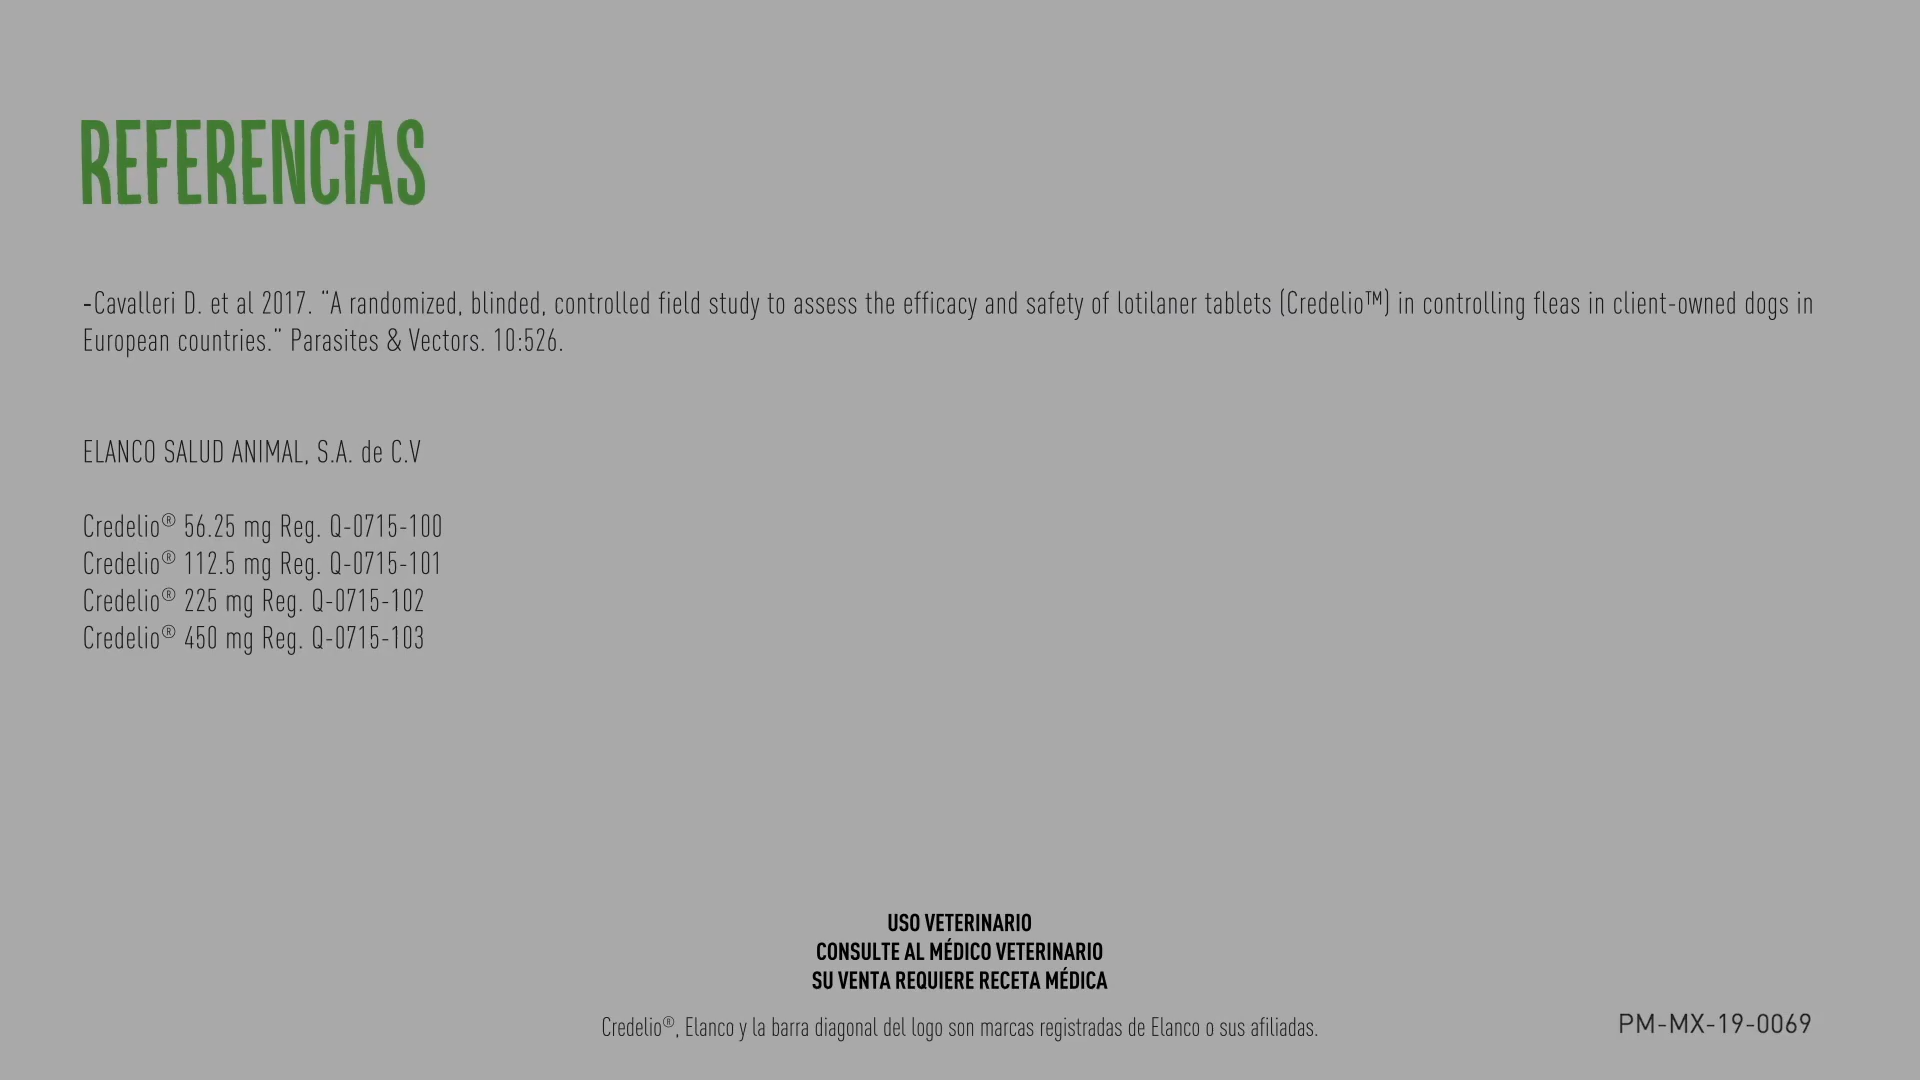 REFERENCiAS
-Cavalleri D. et al 2017. "A randomized, blinded, controlled field study to assess the efficacy and safety of lotilaner tablets (Credelio™) in controlling fleas in client-owned dogs in
European countries." Parasites & Vectors. 10:526.
ELANCO SALUD ANIMAL, S.A. de C.V
Credelio® 56.25 mg Reg. Q-0715-100
Credelio® 112.5 mg Reg. Q-0715-101
Credelio® 225 mg Reg. Q-0715-102
Credelio® 450 mg Reg. Q-0715-103
USO VETERINARIO
CONSULTE AL MÉDICO VETERINARIO
SU VENTA REQUIERE RECETA MÉDICA
Credelio®, Elanco y la barra diagonal del logo son marcas registradas de Elanco o sus afiliadas.
PM-MX-19-0069